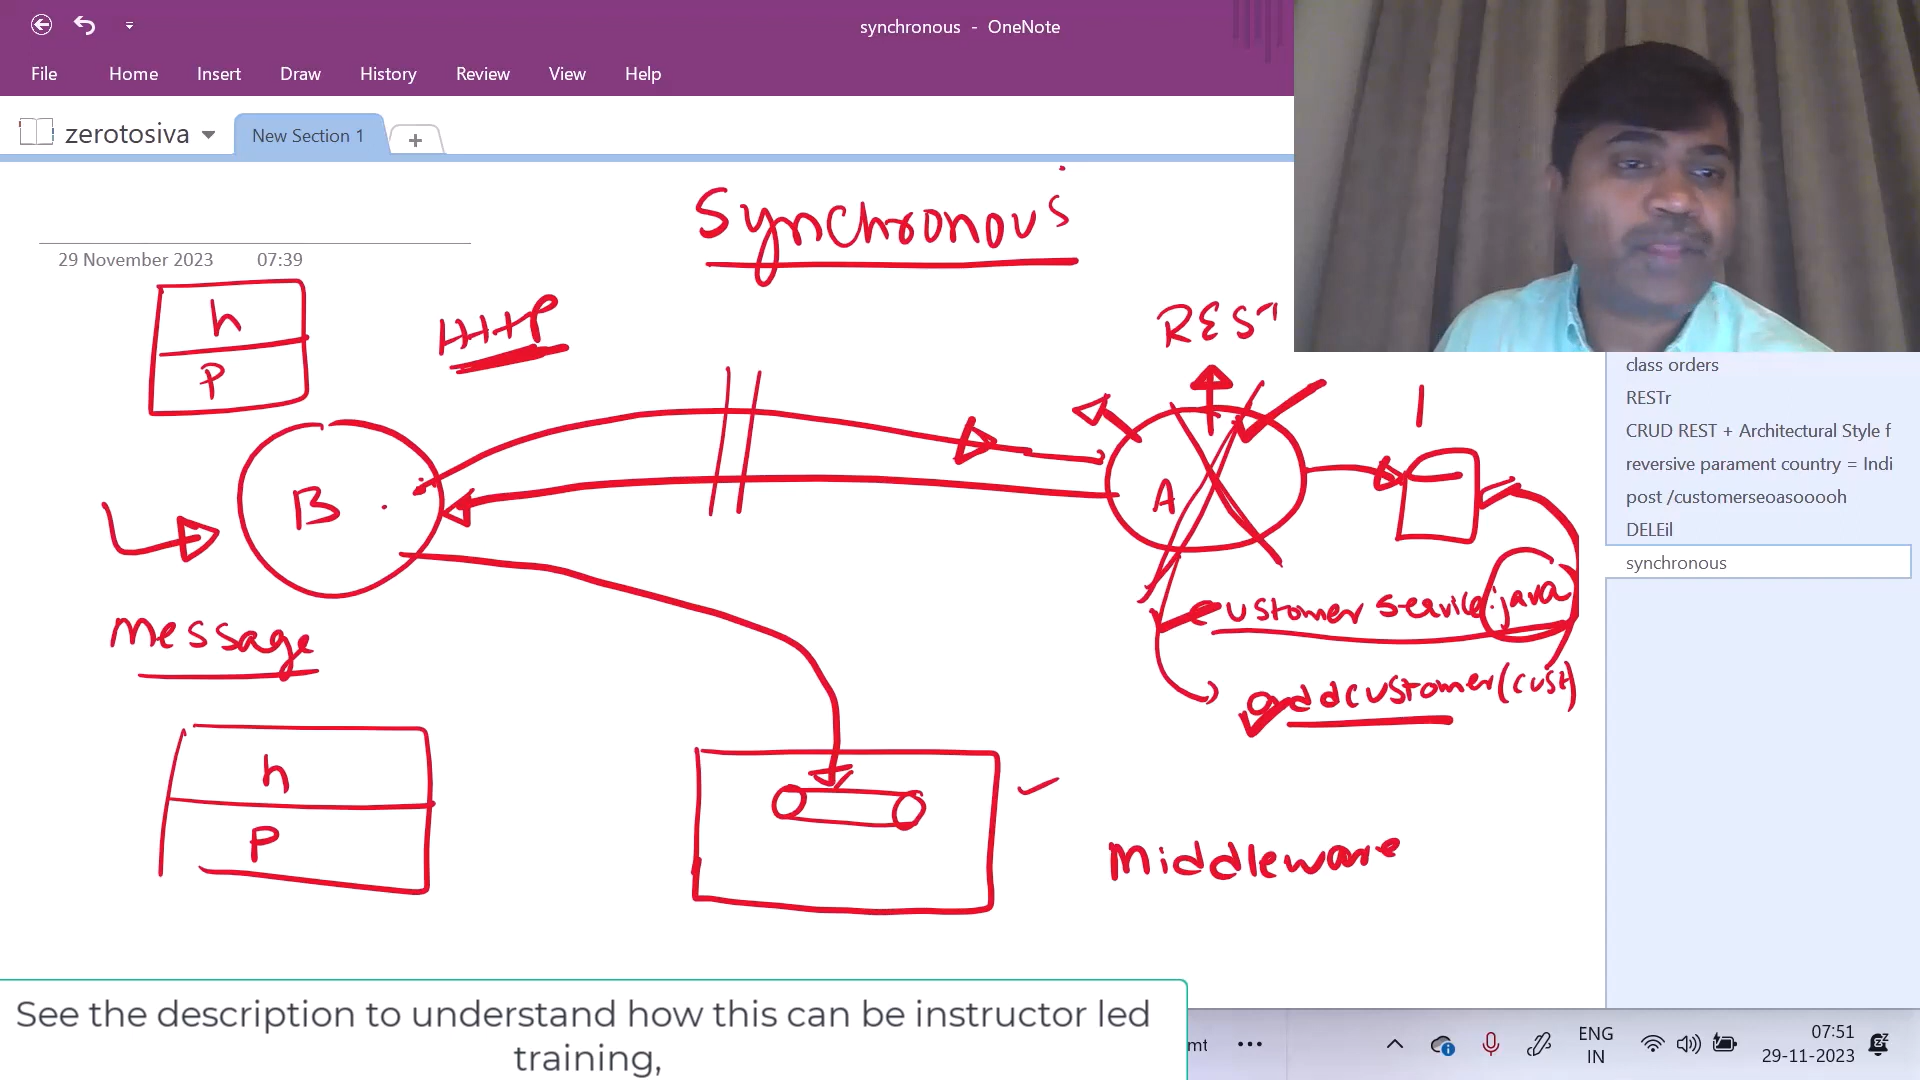 synchronous - OneNote
File Home Insert Draw History Review View Help
zerotosiva New Section 1 +
29 November 2023 07:39
Synchronous
h
P
HTTP
REST
B
A
1
customer service.java
addcustomer(cust)
message
h
P
Middleware
class orders
RESTr
CRUD REST + Architectural Style f
reversive parament country = Indi
post /customerseoasooooh
DELEil
synchronous
See the description to understand how this can be instructor led
training,
mt
ENG
IN
07:51
29-11-2023